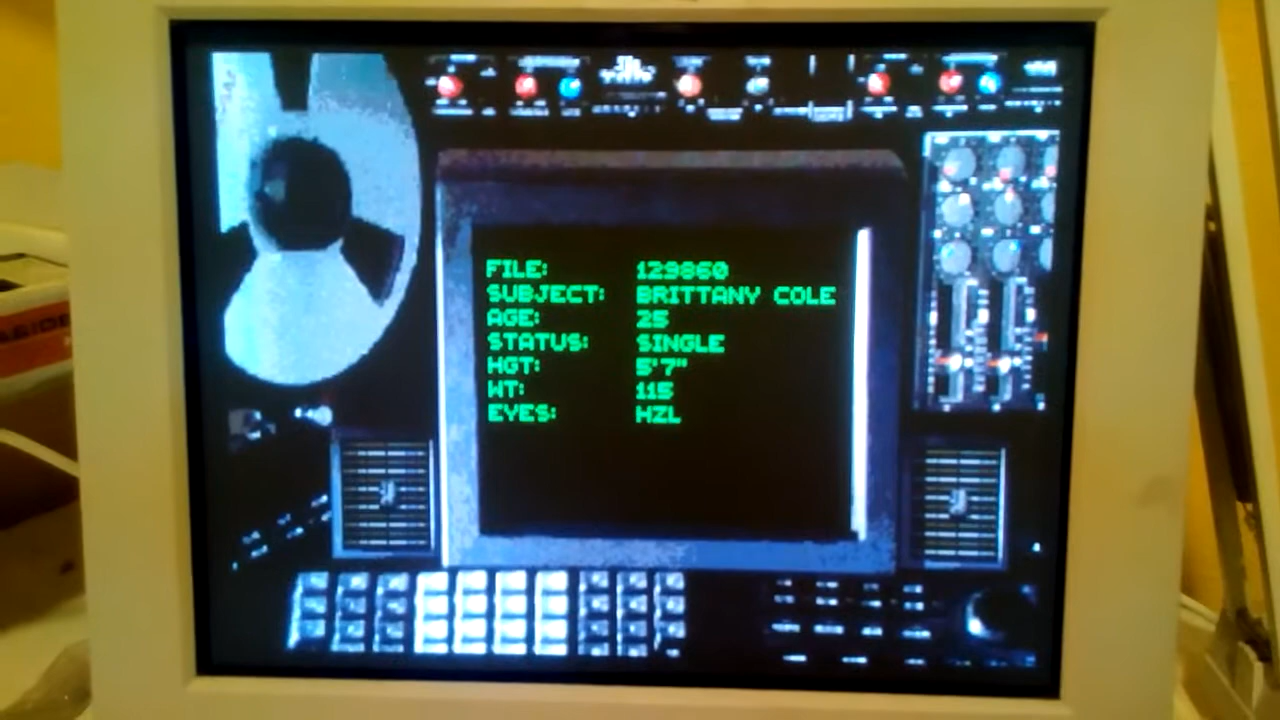 FILE: 129860
SUBJECT: BRITTANY COLE
AGE: 25
STATUS: SINGLE
HGT: 5'7"
WT: 115
EYES: HZL